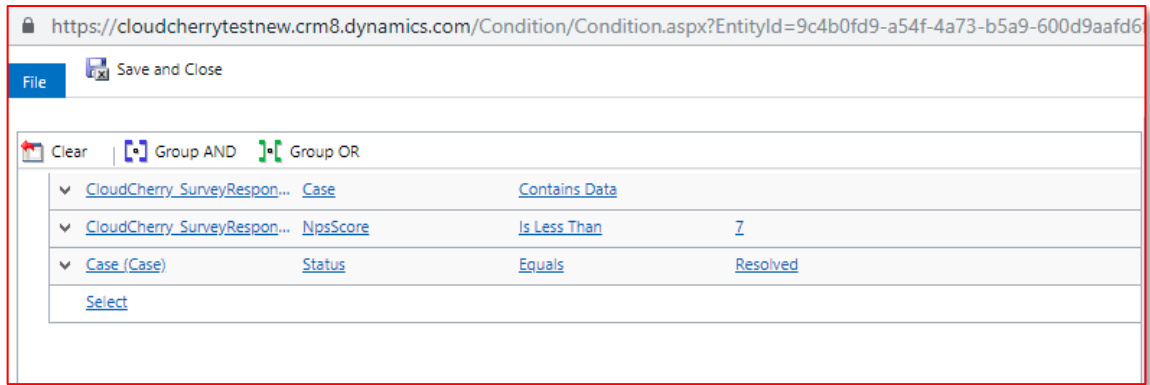 https://cloudcherrytestnew.crm8.dynamics.com/Condition/Condition.aspx?EntityId=9c4b0fd9-a54f-4a73-b5a9-600d9aafd6
File Save and Close
Clear | Group AND Group OR
CloudCherry_SurveyRespon... Case Contains Data
CloudCherry_SurveyRespon... NpsScore Is Less Than 7
Case (Case) Status Equals Resolved
Select